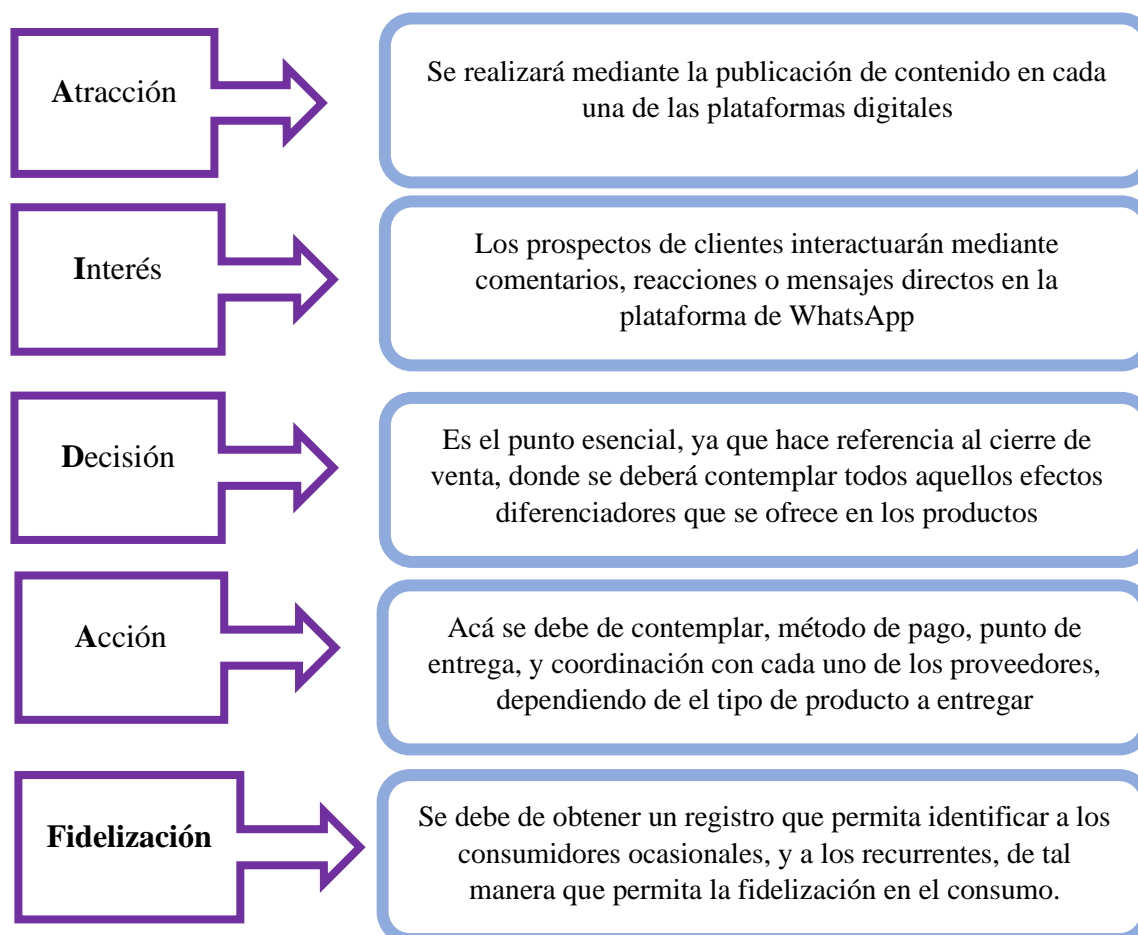 Atracción
Se realizará mediante la publicación de contenido en cada
una de las plataformas digitales
Interés
Los prospectos de clientes interactuarán mediante
comentarios, reacciones o mensajes directos en la
plataforma de WhatsApp
Decisión
Es el punto esencial, ya que hace referencia al cierre de
venta, donde se deberá contemplar todos aquellos efectos
diferenciadores que se ofrece en los productos
Acción
Acá se debe de contemplar, método de pago, punto de
entrega, y coordinación con cada uno de los proveedores,
dependiendo de el tipo de producto a entregar
Fidelización
Se debe de obtener un registro que permita identificar a los
consumidores ocasionales, y a los recurrentes, de tal
manera que permita la fidelización en el consumo.